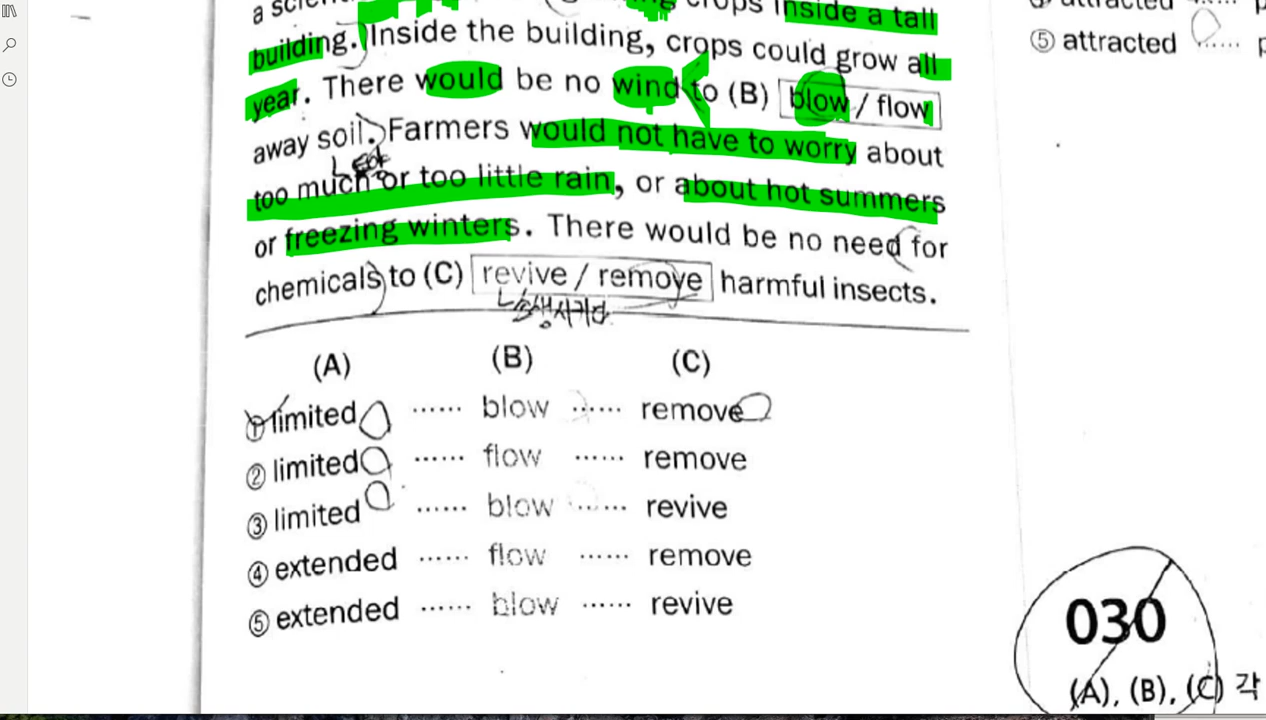 crops inside a tall
building. Inside the building, crops could grow all
year. There would be no wind to (B) blow / flow
away soil. Farmers would not have to worry about
too much or too little rain, or about hot summers
or freezing winters. There would be no need for
chemicals to (C) revive / remove harmful insects.
(A) (B) (C)
① limited ······ blow ······ remove
② limited ······ flow ······ remove
③ limited ······ blow ······ revive
④ extended ······ flow ······ remove
⑤ extended ······ blow ······ revive
⑤ attracted ······
030
(A), (B), (C) 각